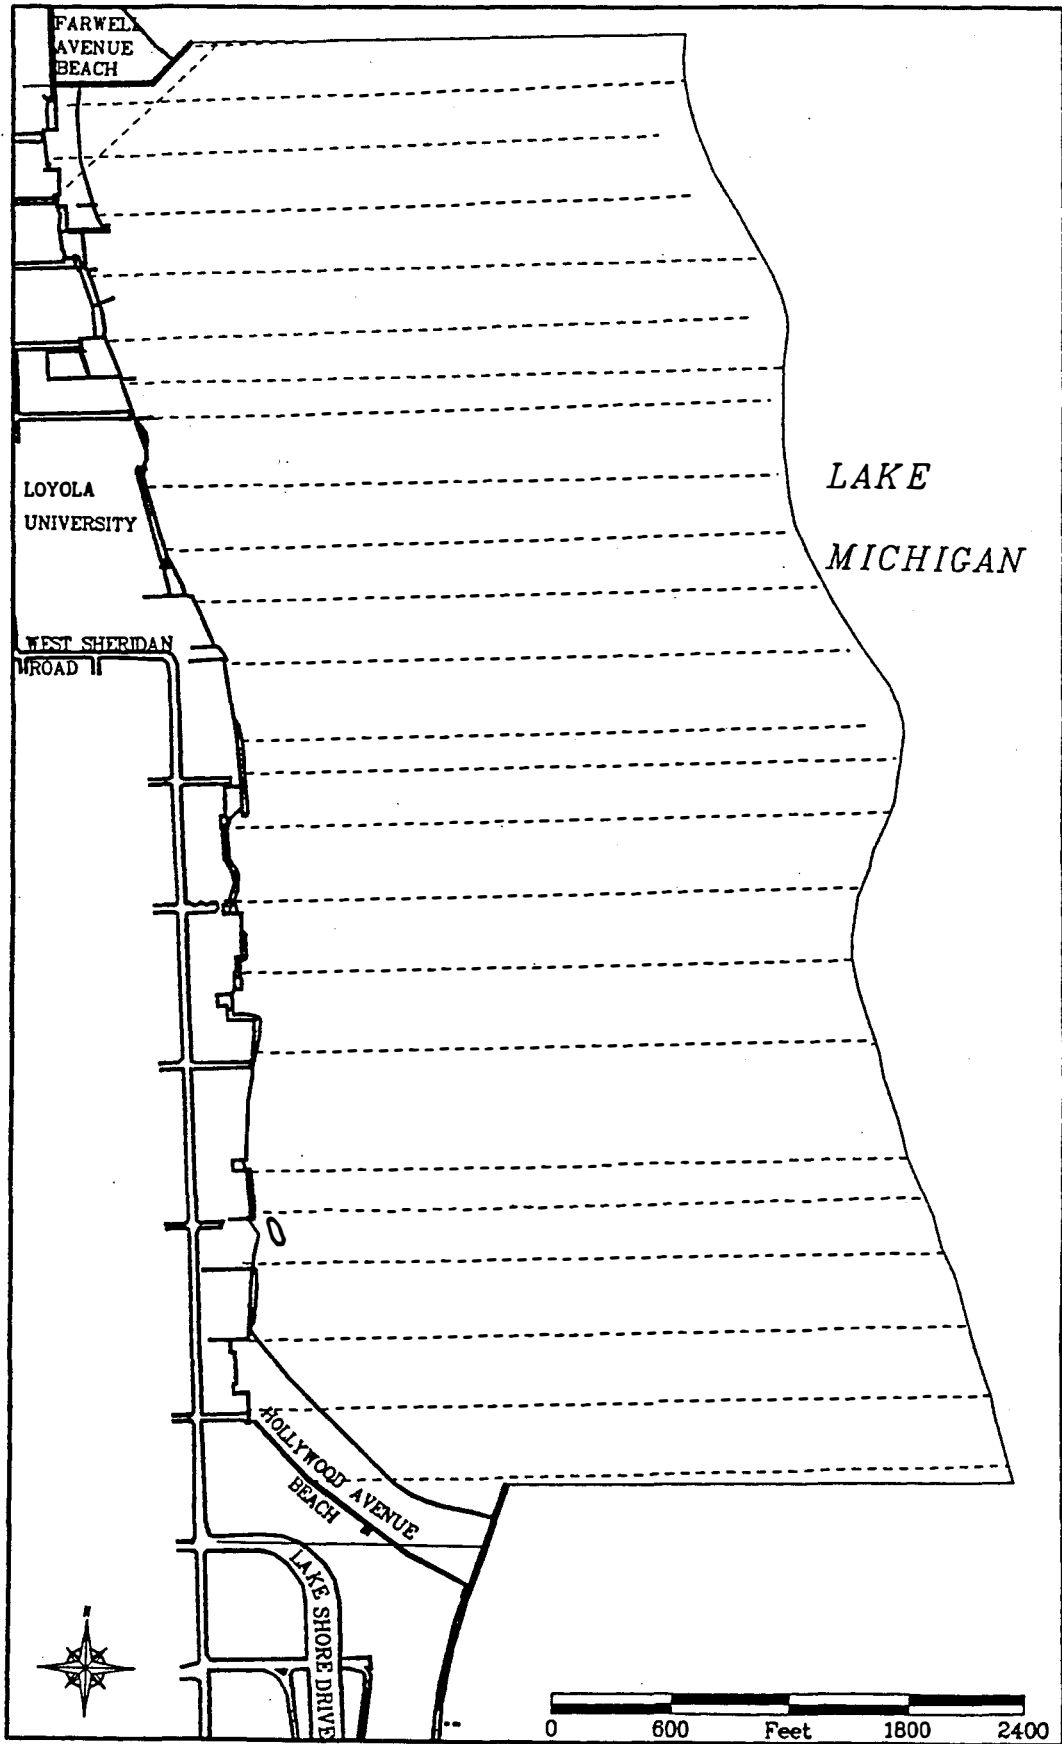 FARWELL
AVENUE
BEACH
LAKE
MICHIGAN
LOYOLA
UNIVERSITY
WEST SHERIDAN
ROAD
HOLLYWOOD AVENUE
BEACH
LAKE SHORE DRIVE
N
0 600 Feet 1800 2400